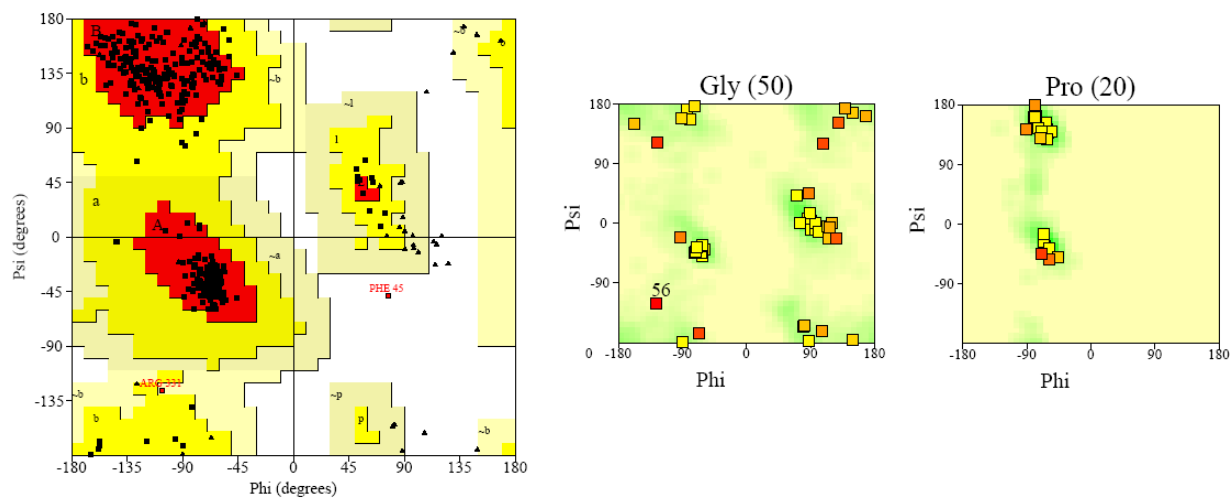 180
B
~b
b
135
b
~b
90
~l
l
45
a
A
Psi (degrees)
0
~a
-45
PHE 45
-90
ARG 331
-135
~b
~p
b
p
~b
-180 -135 -90 -45 0 45 90 135 180
Phi (degrees)
Gly (50)
180
90
Psi
0
56
-90
0 -180 -90 0 90 180
Phi
Pro (20)
180
90
Psi
0
-90
-180 -90 0 90 180
Phi